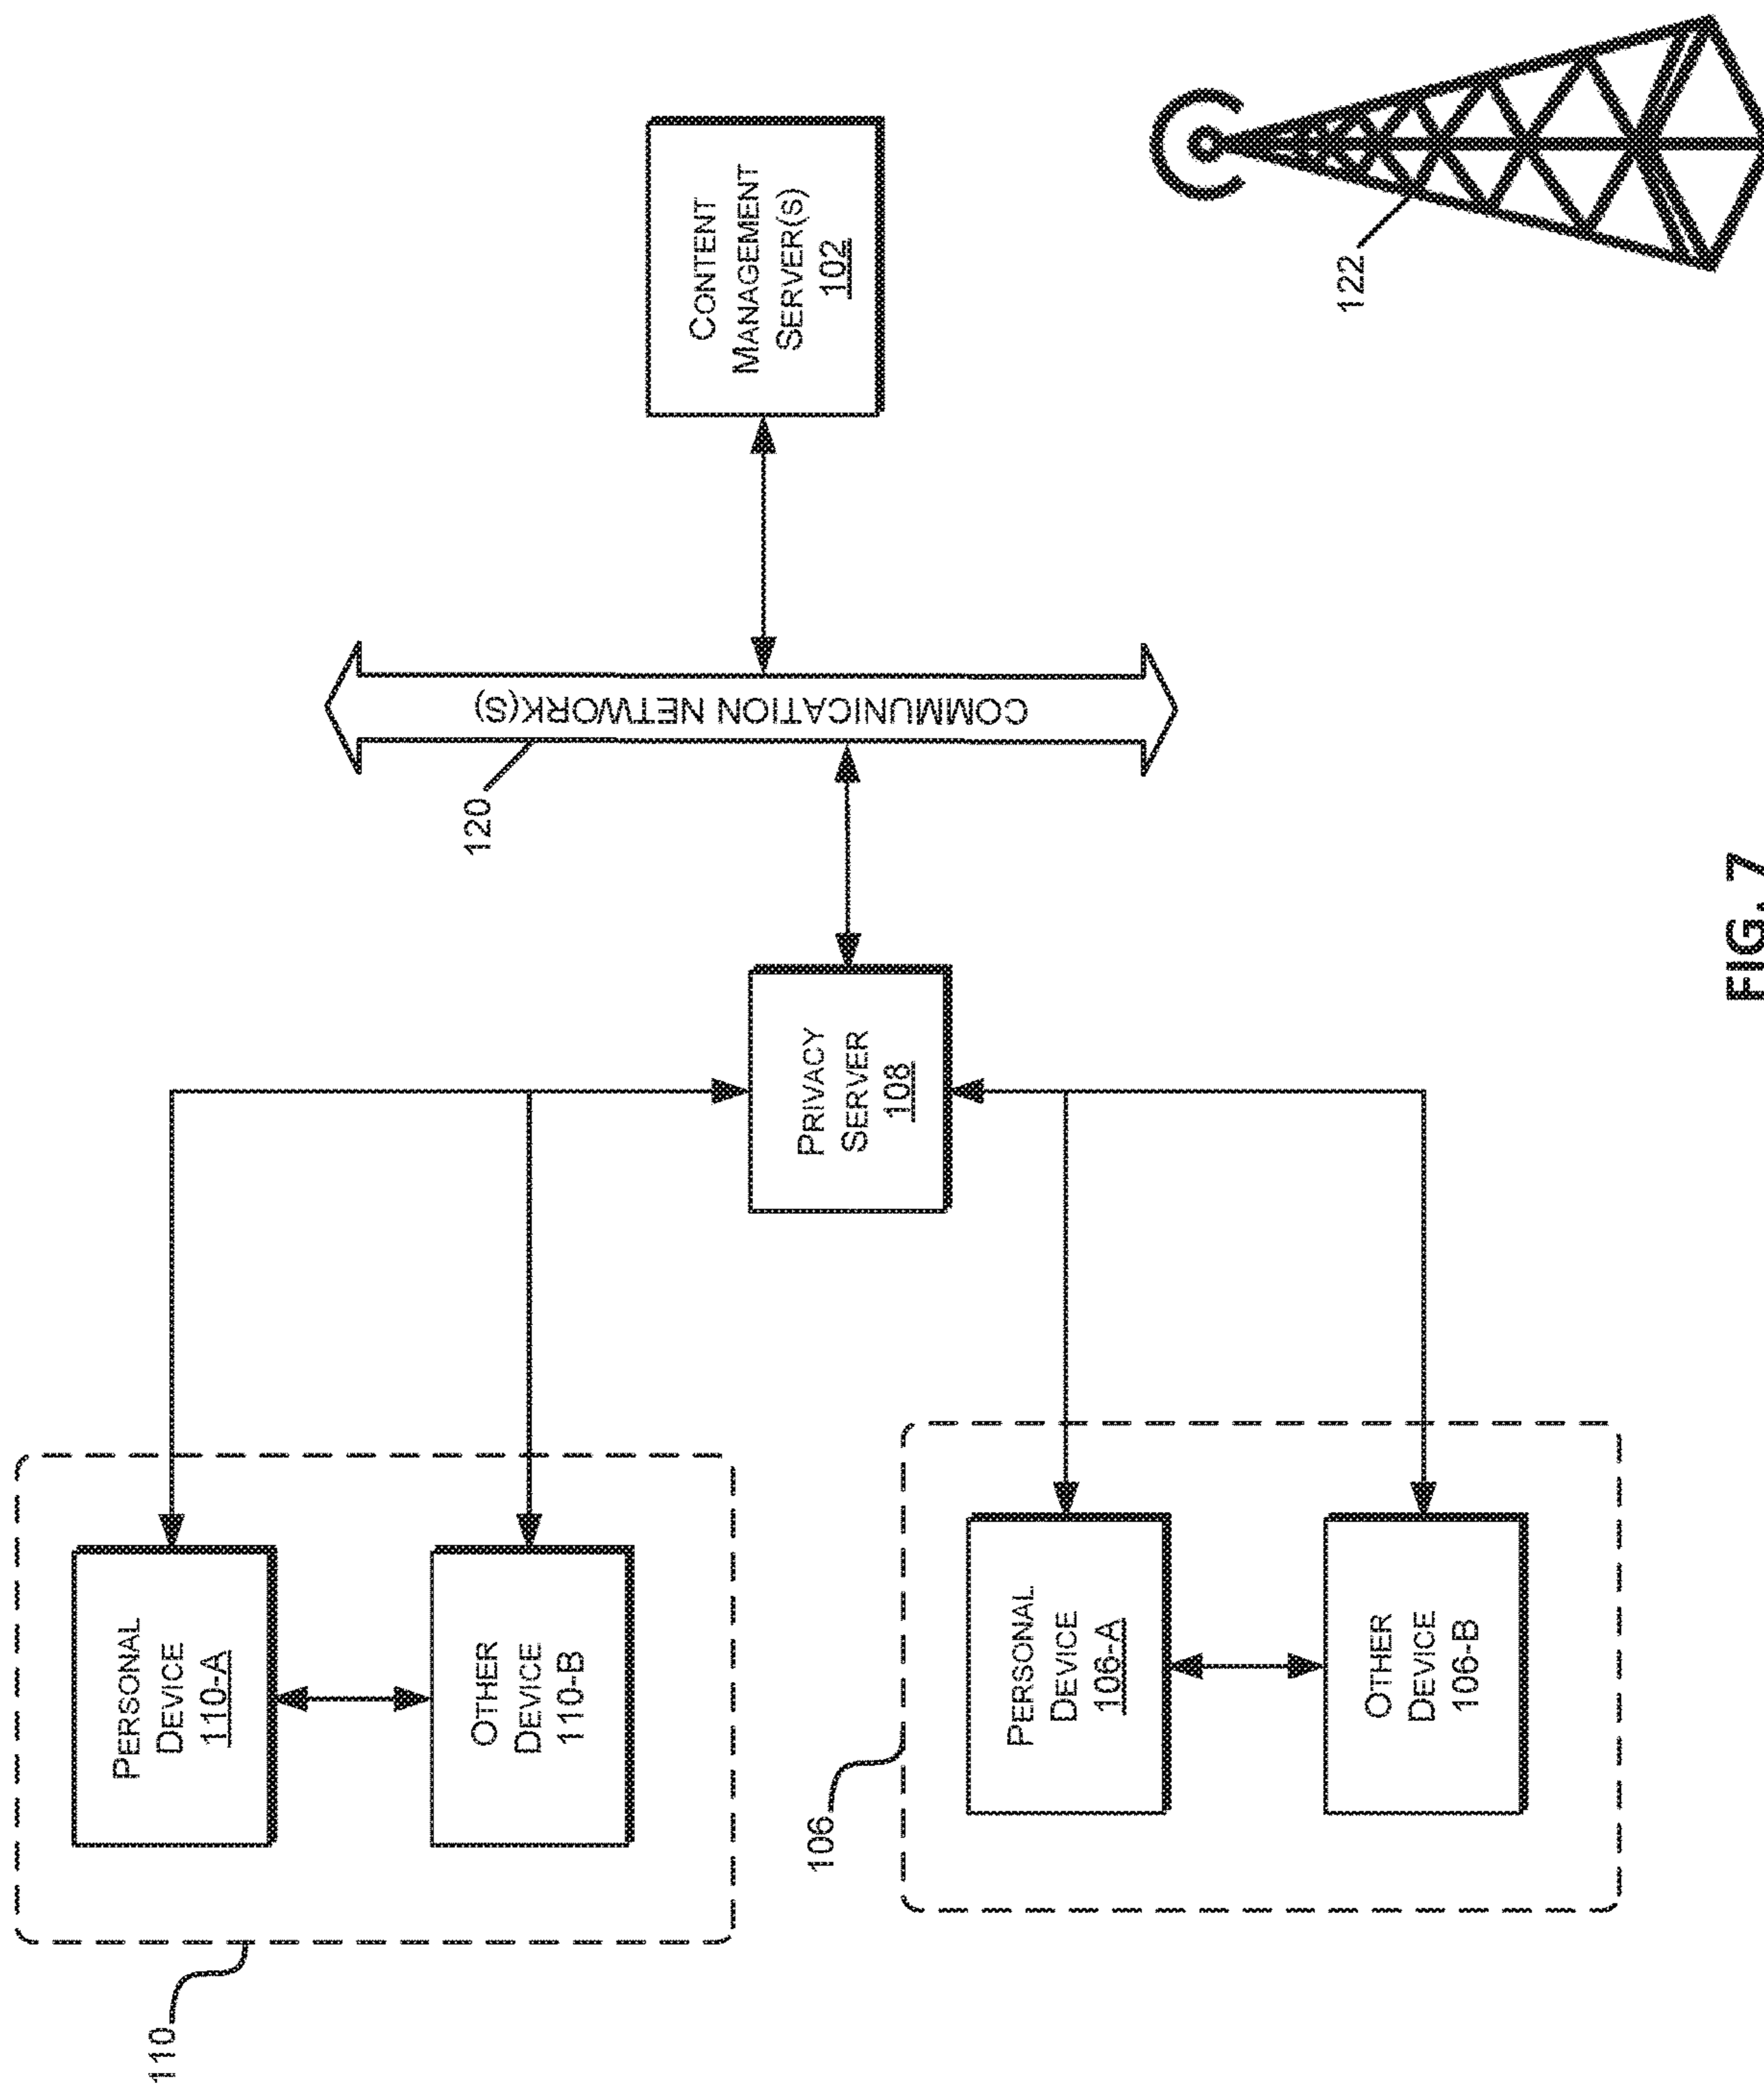 110
PERSONAL
DEVICE
110-A
OTHER
DEVICE
110-B
106
PERSONAL
DEVICE
106-A
OTHER
DEVICE
106-B
PRIVACY
SERVER
108
120
COMMUNICATION NETWORK(S)
CONTENT
MANAGEMENT
SERVER(S)
102
122
FIG. 7